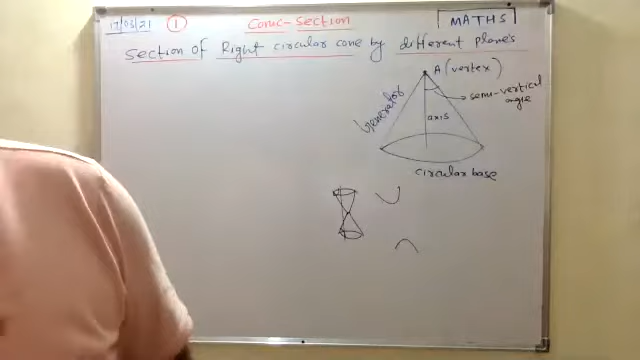 17/03/21 1 Conic-Section MATHS
Section of Right circular cone by different plane's
A (vertex)
semi-vertical angle
Generator
axis
circular base